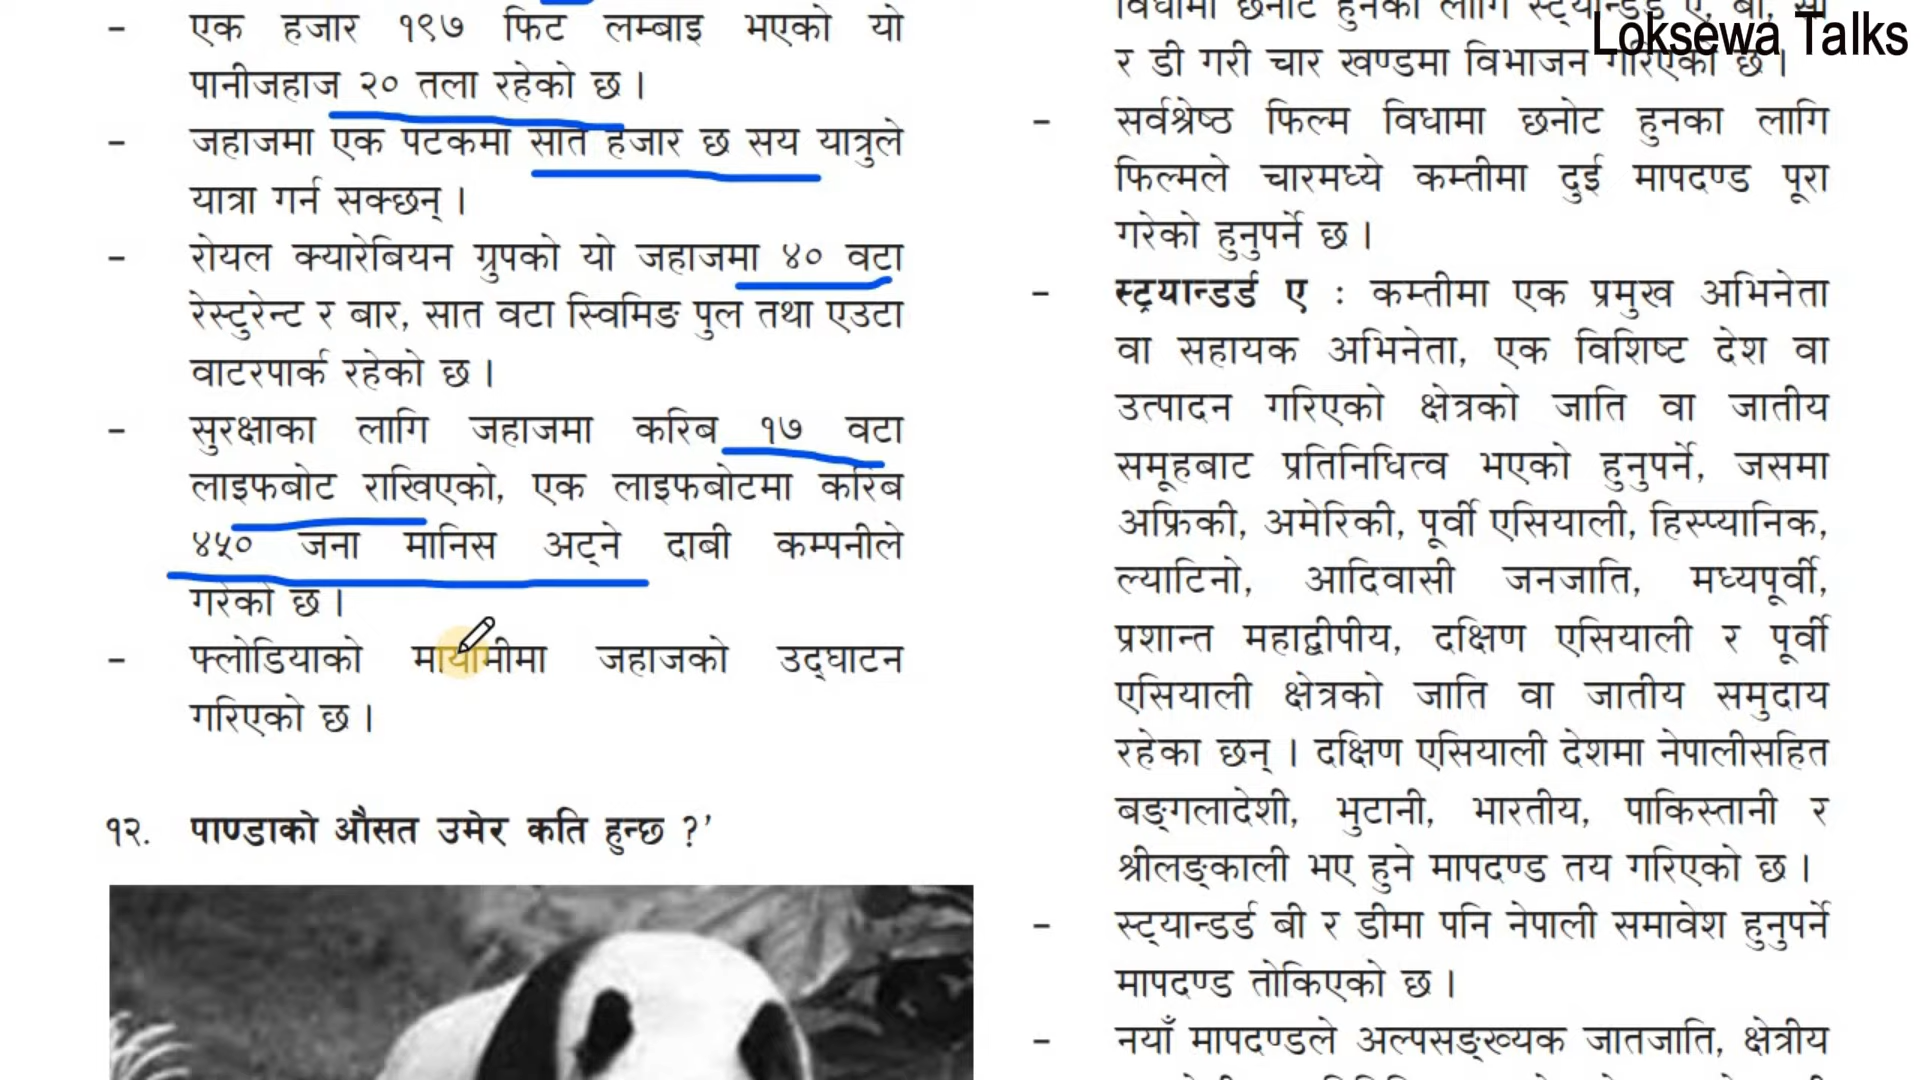 - एक हजार १९७ फिट लम्बाइ भएको यो
पानीजहाज २० तला रहेको छ ।
- जहाजमा एक पटकमा सात हजार छ सय यात्रुले
यात्रा गर्न सक्छन् ।
- रोयल क्यारेबियन ग्रुपको यो जहाजमा ४० वटा
रेस्टुरेन्ट र बार, सात वटा स्विमिङ पुल तथा एउटा
वाटरपार्क रहेको छ ।
- सुरक्षाका लागि जहाजमा करिब १७ वटा
लाइफबोट राखिएको, एक लाइफबोटमा करिब
४५० जना मानिस अट्ने दाबी कम्पनीले
गरेको छ ।
- फ्लोडियाको मायामीमा जहाजको उद्घाटन
गरिएको छ ।
१२. पाण्डाको औसत उमेर कति हुन्छ ?'
विधामा छनोट हुनका लागि स्ट्यान्डर्ड ए, बी, सी
Loksewa Talks
र डी गरी चार खण्डमा विभाजन गरिएको छ ।
- सर्वश्रेष्ठ फिल्म विधामा छनोट हुनका लागि
फिल्मले चारमध्ये कम्तीमा दुई मापदण्ड पूरा
गरेको हुनुपर्ने छ ।
- स्ट्रयान्डर्ड ए : कम्तीमा एक प्रमुख अभिनेता
वा सहायक अभिनेता, एक विशिष्ट देश वा
उत्पादन गरिएको क्षेत्रको जाति वा जातीय
समूहबाट प्रतिनिधित्व भएको हुनुपर्ने, जसमा
अफ्रिकी, अमेरिकी, पूर्वी एसियाली, हिस्प्यानिक,
ल्याटिनो, आदिवासी जनजाति, मध्यपूर्वी,
प्रशान्त महाद्वीपीय, दक्षिण एसियाली र पूर्वी
एसियाली क्षेत्रको जाति वा जातीय समुदाय
रहेका छन् । दक्षिण एसियाली देशमा नेपालीसहित
बङ्गलादेशी, भुटानी, भारतीय, पाकिस्तानी र
श्रीलङ्काली भए हुने मापदण्ड तय गरिएको छ ।
- स्ट्यान्डर्ड बी र डीमा पनि नेपाली समावेश हुनुपर्ने
मापदण्ड तोकिएको छ ।
- नयाँ मापदण्डले अल्पसङ्ख्यक जातजाति, क्षेत्रीय